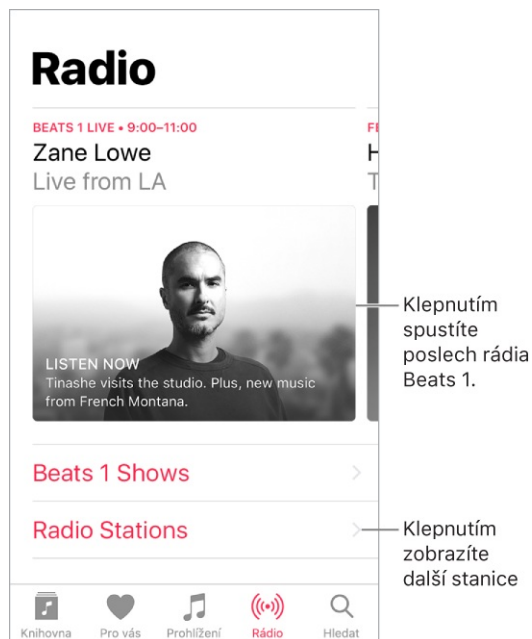 Radio
BEATS 1 LIVE • 9:00–11:00
Zane Lowe
Live from LA
LISTEN NOW
Tinashe visits the studio. Plus, new music
from French Montana.
Klepnutím
spustíte
poslech rádia
Beats 1.
Beats 1 Shows
Radio Stations
Klepnutím
zobrazíte
další stanice
Knihovna
Pro vás
Prohlížení
Rádio
Hledat